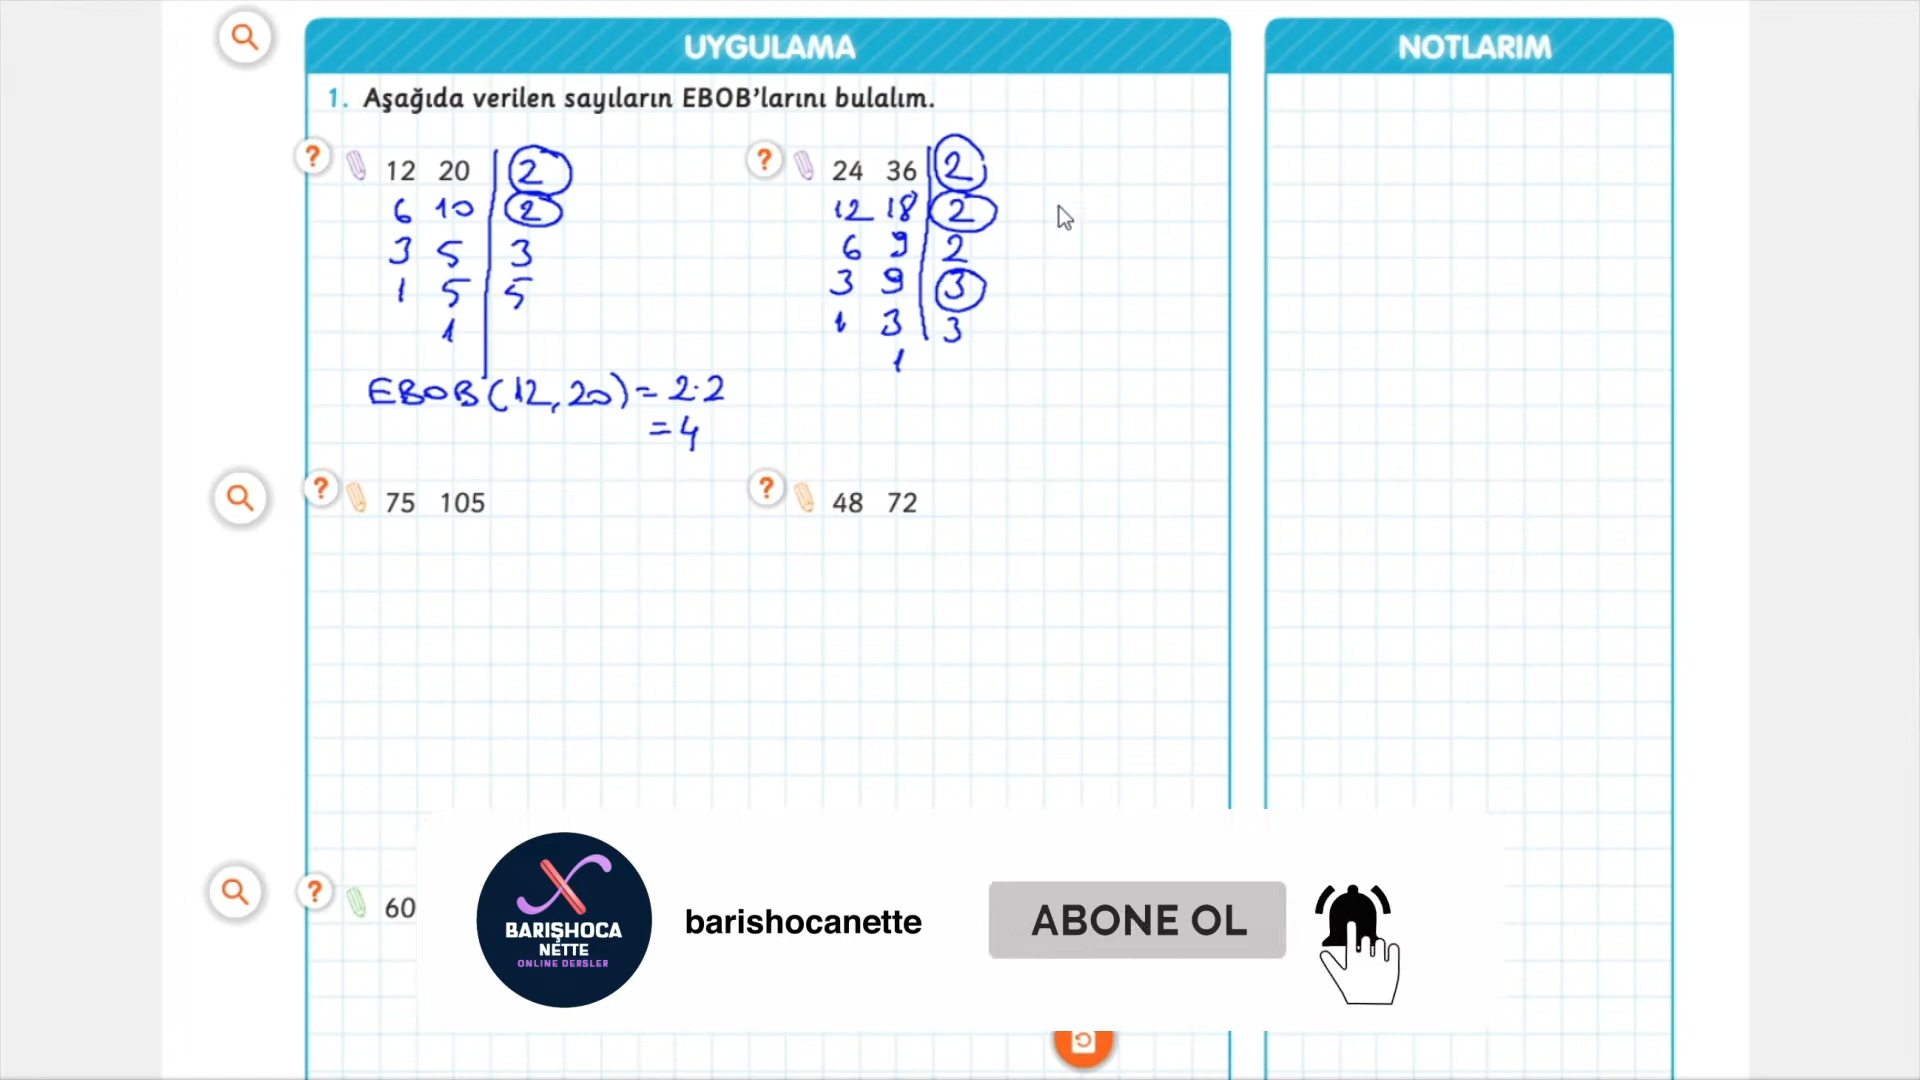 UYGULAMA
NOTLARIM
1. Aşağıda verilen sayıların EBOB'larını bulalım.
? 12 20 | 2
6 10 | 2
3 5 | 3
1 5 | 5
1
EBOB(12,20) = 2·2
= 4
? 24 36 | 2
12 18 | 2
6 9 | 2
3 9 | 3
1 3 | 3
1
? 75 105
? 48 72
? 60
BARIŞHOCA
NETTE
ONLINE DERSLER
barishocanette
ABONE OL